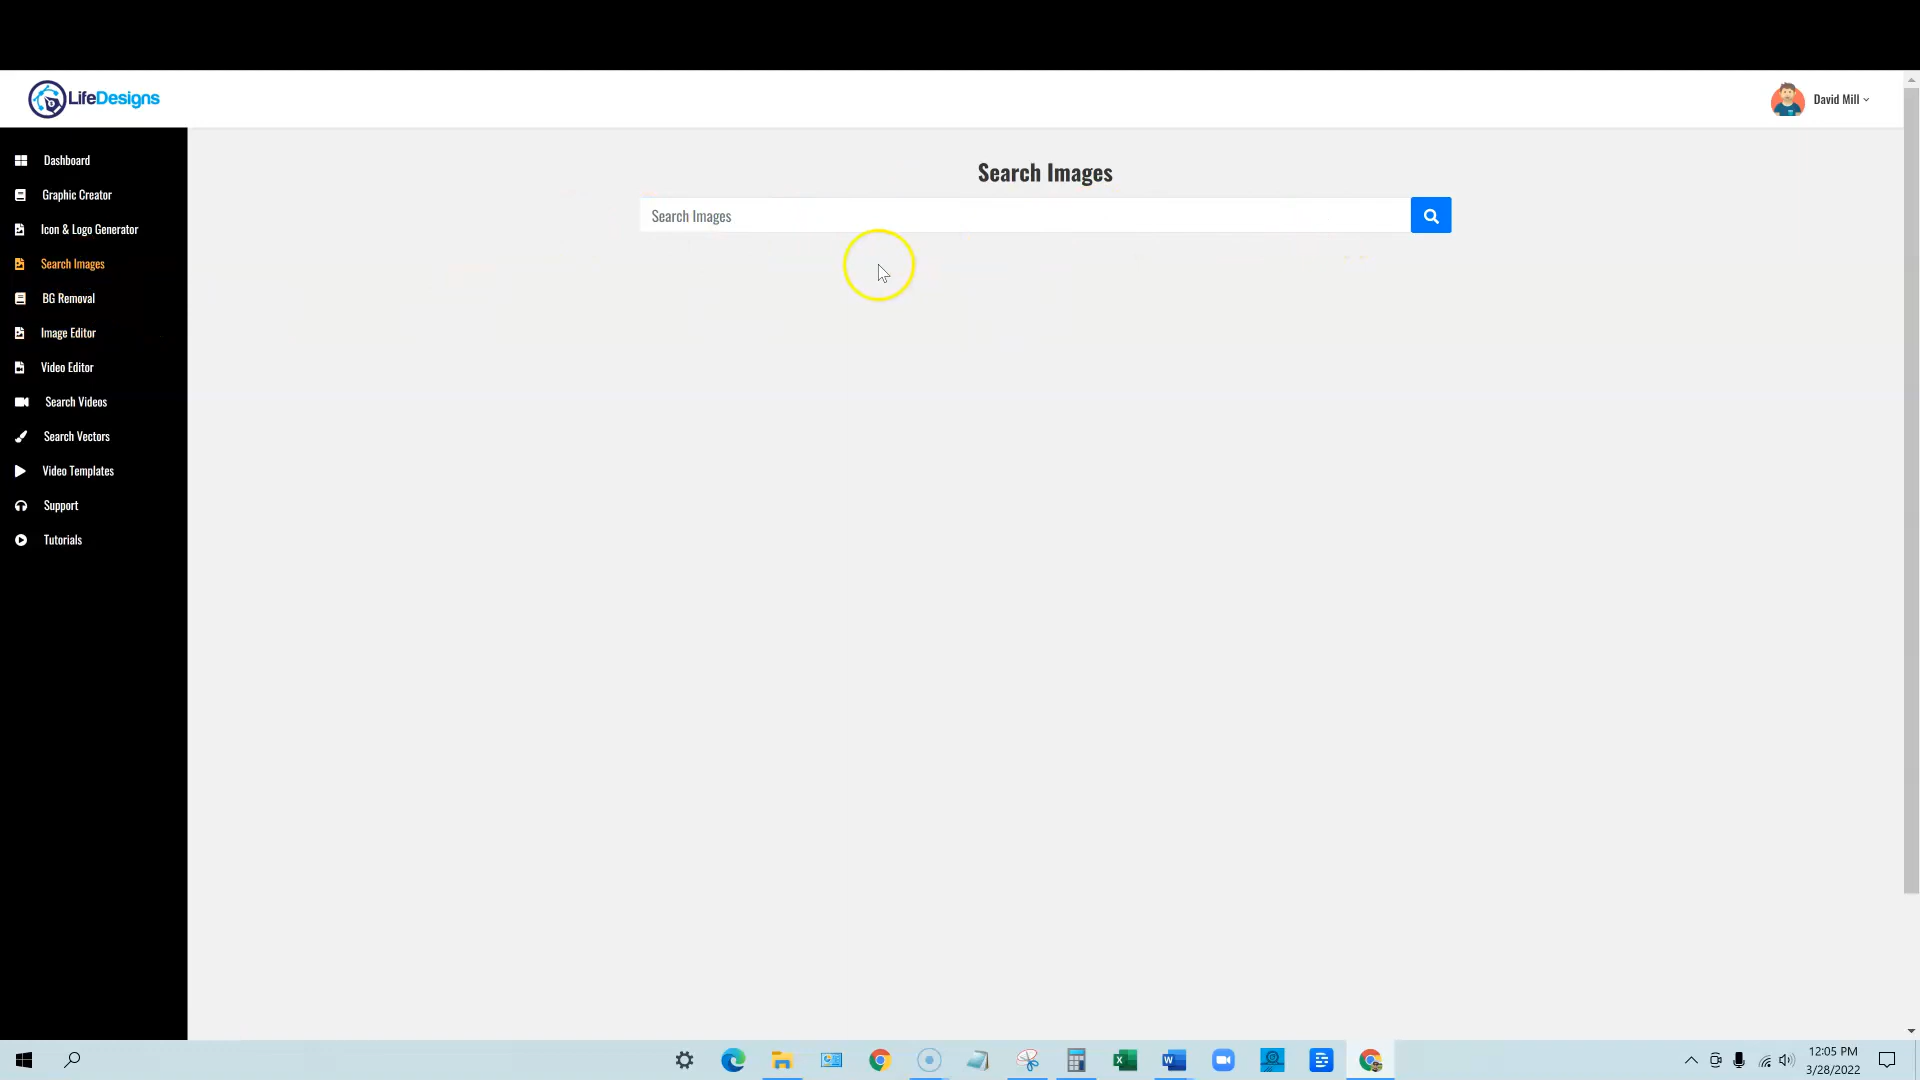 LifeDesigns
David Mill
Dashboard
Graphic Creator
Icon & Logo Generator
Search Images
BG Removal
Image Editor
Video Editor
Search Videos
Search Vectors
Video Templates
Support
Tutorials
Search Images
Search Images
12:05 PM
3/28/2022